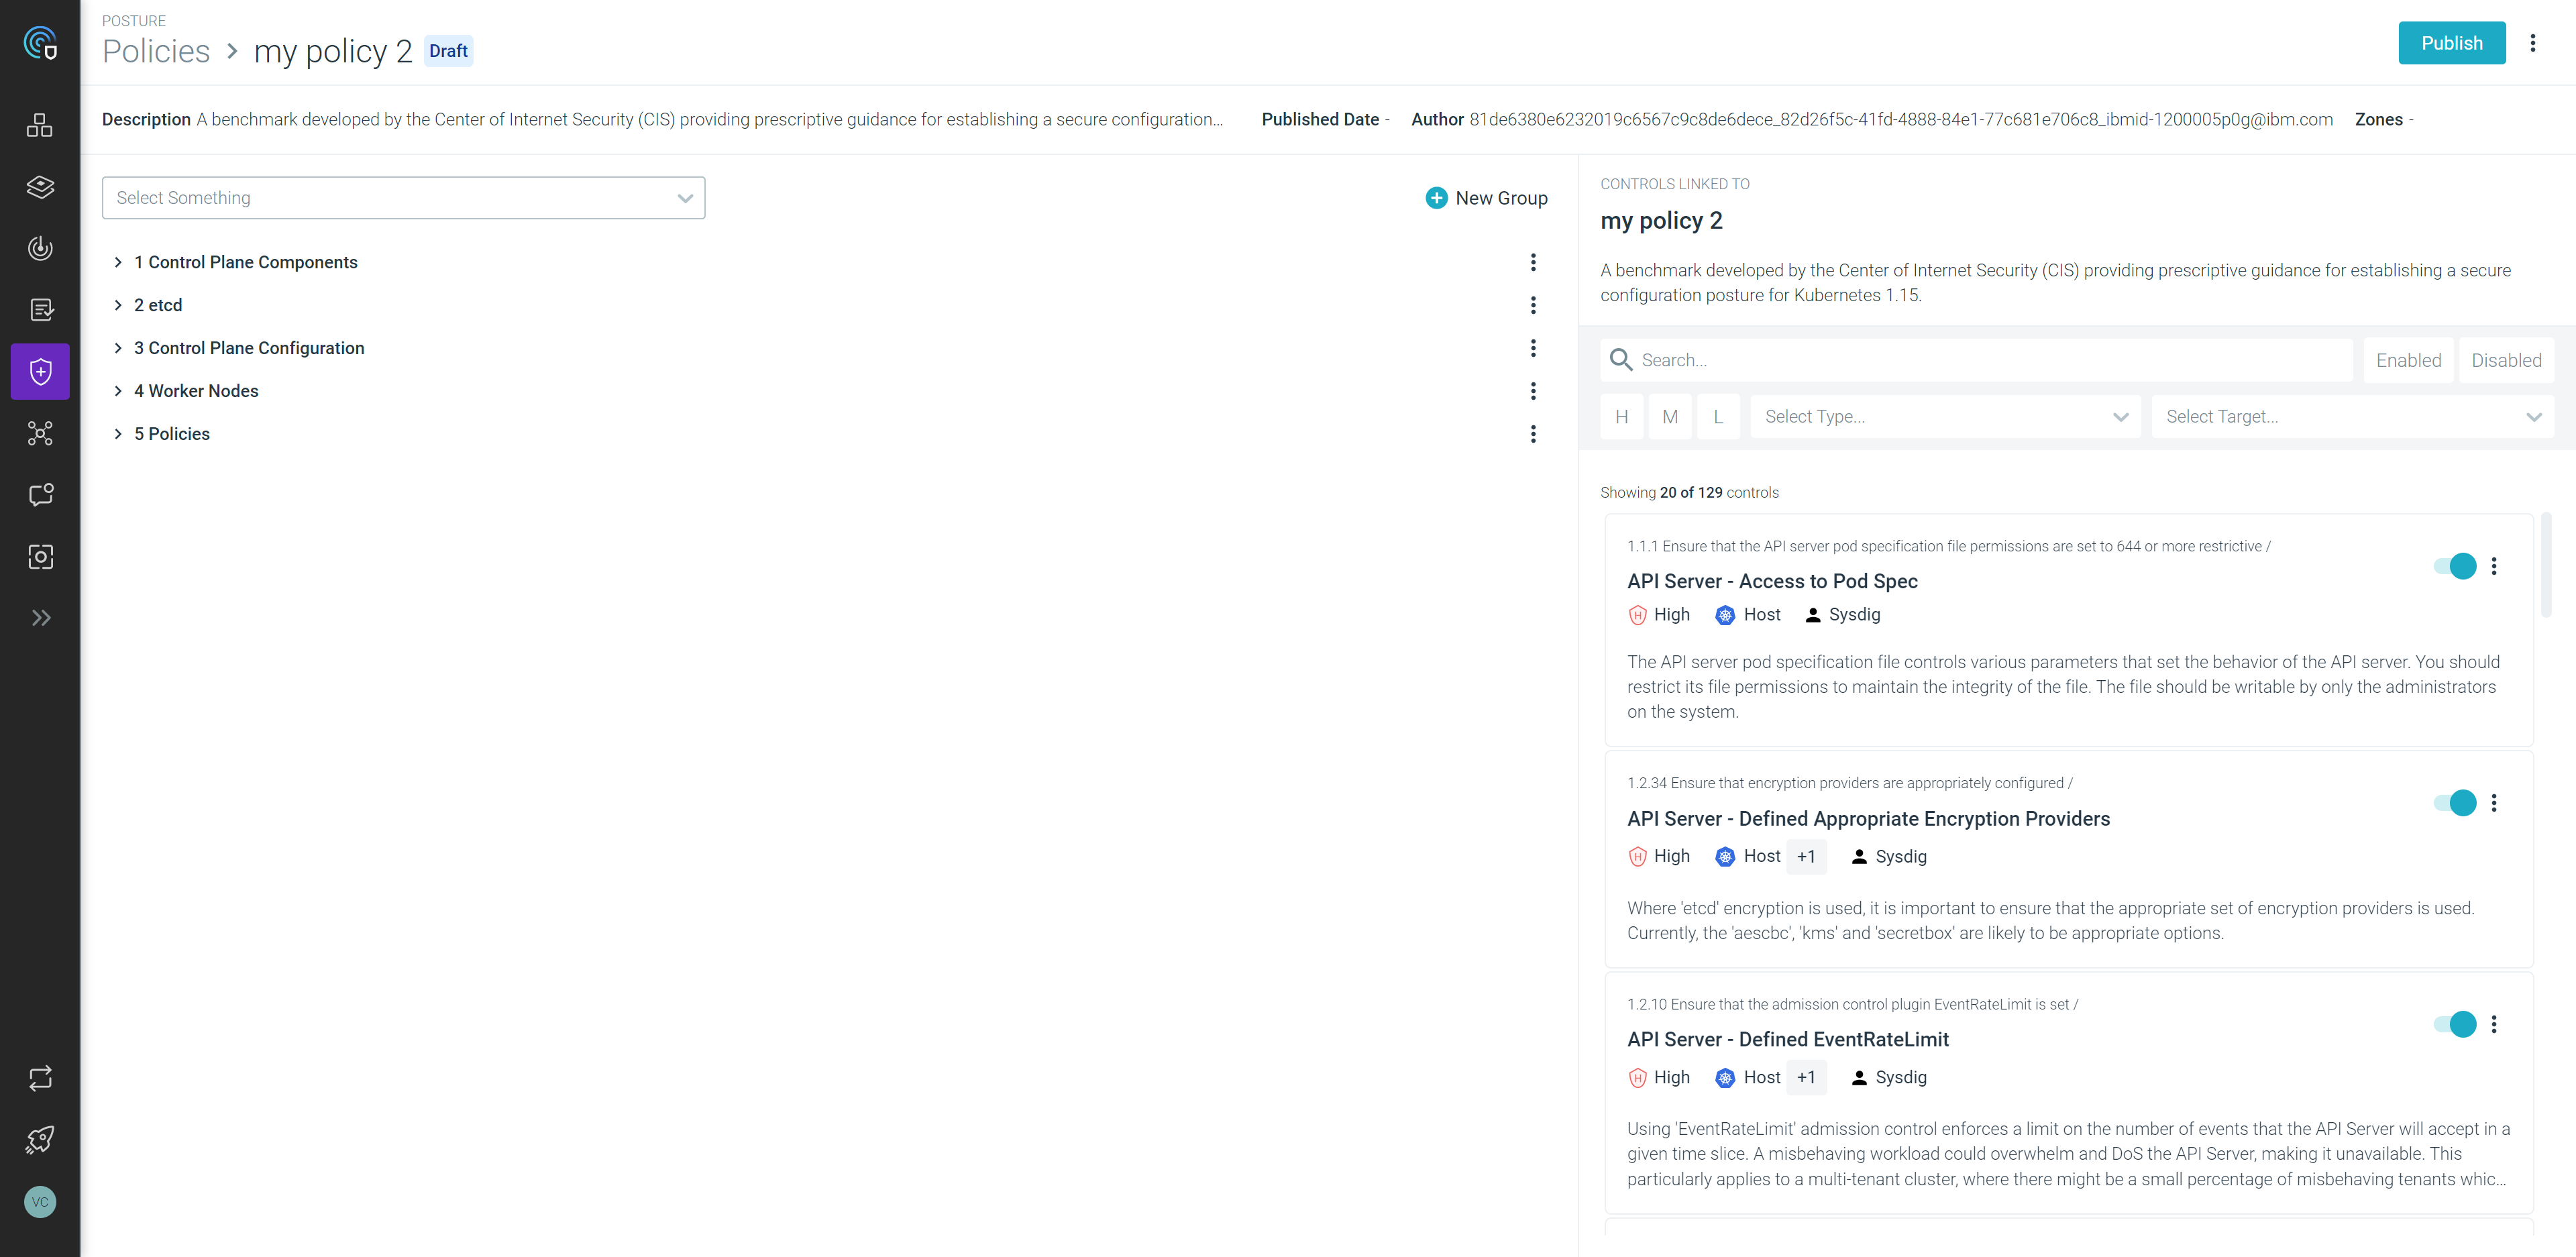 POSTURE
Policies > my policy 2 Draft
Publish
Description A benchmark developed by the Center of Internet Security (CIS) providing prescriptive guidance for establishing a secure configuration... Published Date - Author 81de6380e6232019c6567c9c8de6dece_82d26f5c-41fd-4888-84e1-77c681e706c8_ibmid-1200005p0g@ibm.com Zones -
Select Something
New Group
1 Control Plane Components
2 etcd
3 Control Plane Configuration
4 Worker Nodes
5 Policies
CONTROLS LINKED TO
my policy 2
A benchmark developed by the Center of Internet Security (CIS) providing prescriptive guidance for establishing a secure
configuration posture for Kubernetes 1.15.
Search... Enabled Disabled
H M L Select Type... Select Target...
Showing 20 of 129 controls
1.1.1 Ensure that the API server pod specification file permissions are set to 644 or more restrictive /
API Server - Access to Pod Spec
H High Host Sysdig
The API server pod specification file controls various parameters that set the behavior of the API server. You should
restrict its file permissions to maintain the integrity of the file. The file should be writable by only the administrators
on the system.
1.2.34 Ensure that encryption providers are appropriately configured /
API Server - Defined Appropriate Encryption Providers
H High Host +1 Sysdig
Where 'etcd' encryption is used, it is important to ensure that the appropriate set of encryption providers is used.
Currently, the 'aescbc', 'kms' and 'secretbox' are likely to be appropriate options.
1.2.10 Ensure that the admission control plugin EventRateLimit is set /
API Server - Defined EventRateLimit
H High Host +1 Sysdig
Using 'EventRateLimit' admission control enforces a limit on the number of events that the API Server will accept in a
given time slice. A misbehaving workload could overwhelm and DoS the API Server, making it unavailable. This
particularly applies to a multi-tenant cluster, where there might be a small percentage of misbehaving tenants whic...
VC